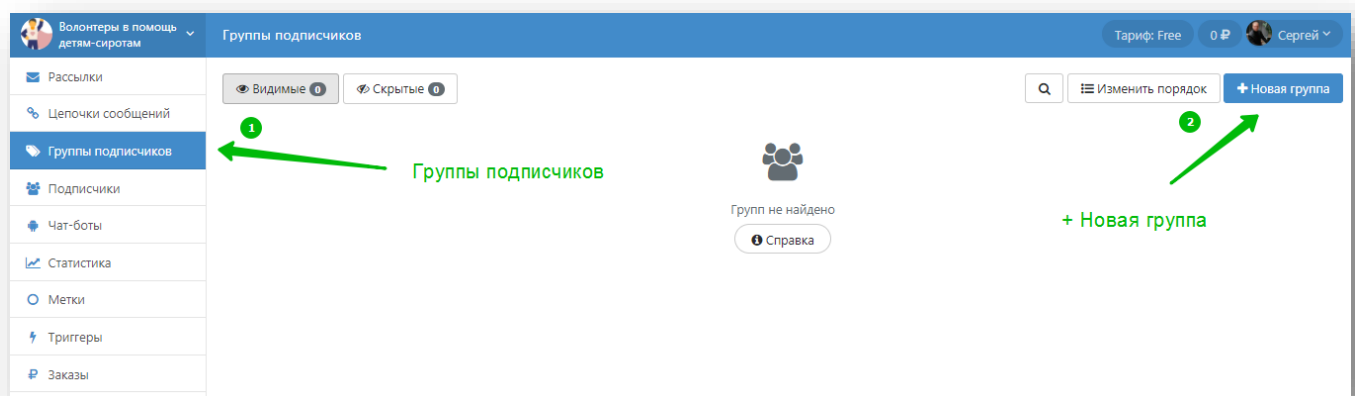 Волонтеры в помощь
детям-сиротам
Группы подписчиков
Тариф: Free
0 ₽
Сергей
Рассылки
Цепочки сообщений
Группы подписчиков
Подписчики
Чат-боты
Статистика
Метки
Триггеры
Заказы
Видимые 0
Скрытые 0
Изменить порядок
+ Новая группа
1
Группы подписчиков
2
+ Новая группа
Групп не найдено
Справка